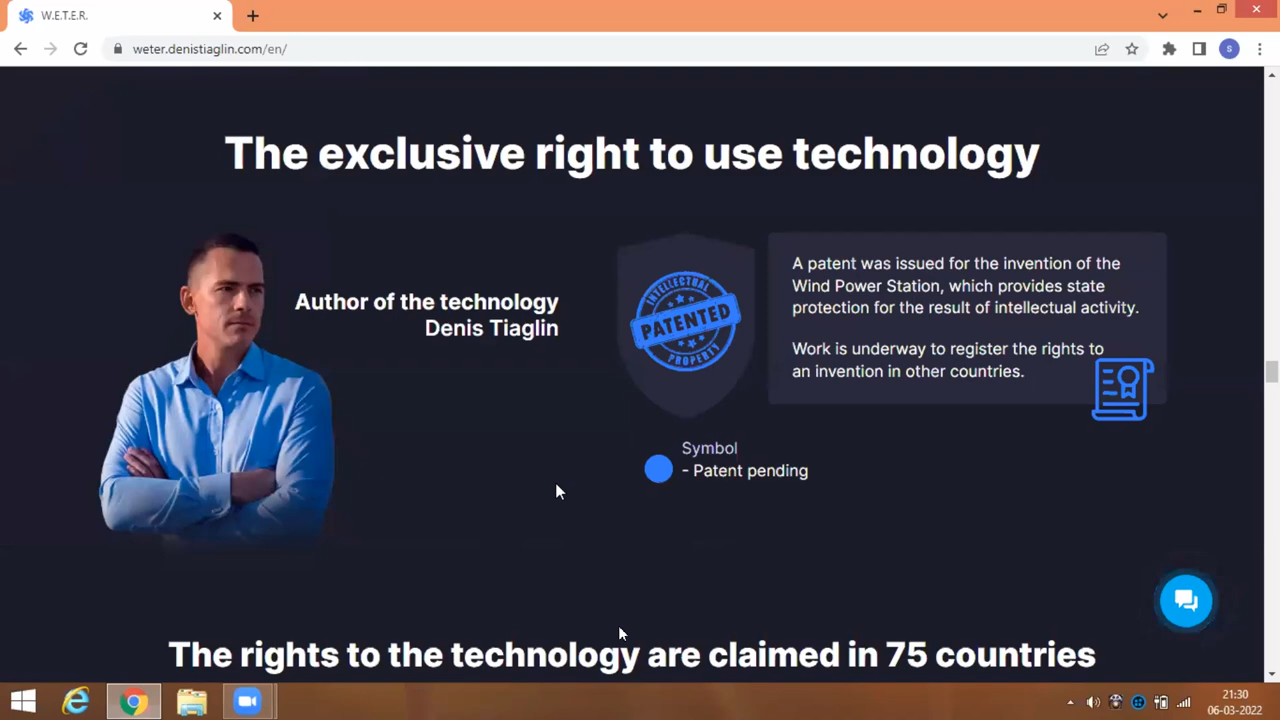 W.E.T.E.R.
weter.denistiaglin.com/en/
S
The exclusive right to use technology
Author of the technology
Denis Tiaglin
INTELLECTUAL
PATENTED
PROPERTY
A patent was issued for the invention of the
Wind Power Station, which provides state
protection for the result of intellectual activity.
Work is underway to register the rights to
an invention in other countries.
Symbol
- Patent pending
The rights to the technology are claimed in 75 countries
21:30
06-03-2022